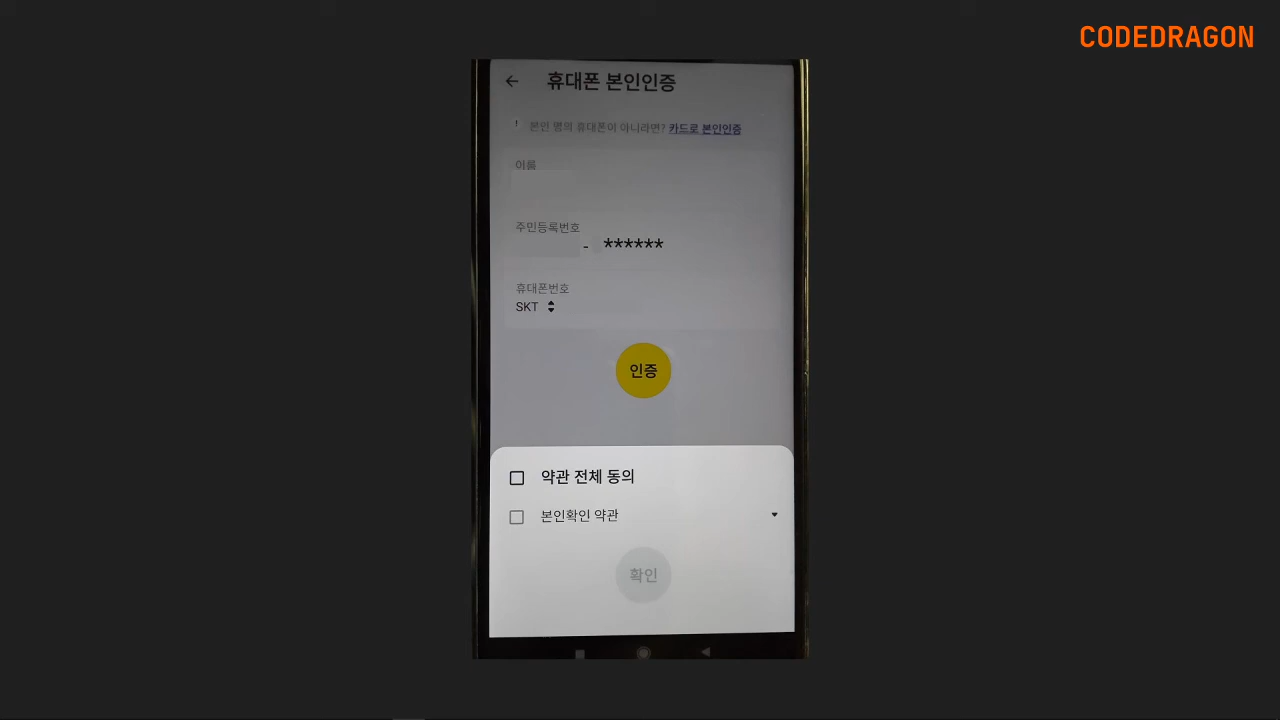 CODEDRAGON
휴대폰 본인인증
! 본인 명의 휴대폰이 아니라면? 카드로 본인인증
이름
주민등록번호
- ******
휴대폰번호
SKT
인증
약관 전체 동의
본인확인 약관
확인